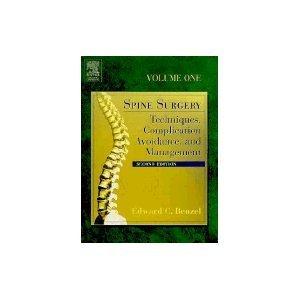 VOLUME ONE
SPINE SURGERY
Techniques,
Complication
Avoidance, and
Management
SECOND EDITION
Edward C. Benzel